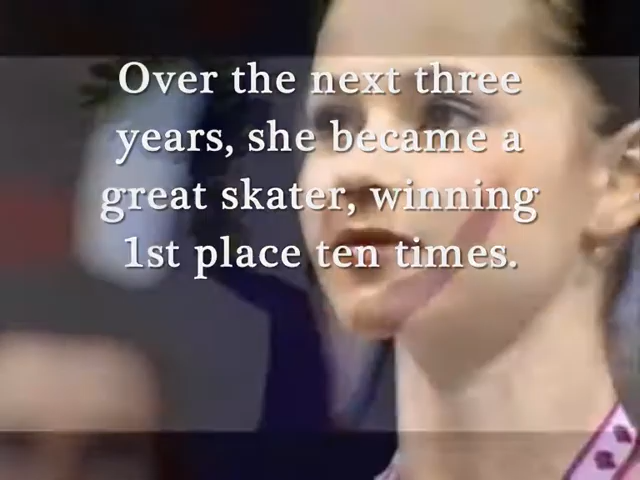 Over the next three
years, she became a
great skater, winning
1st place ten times.